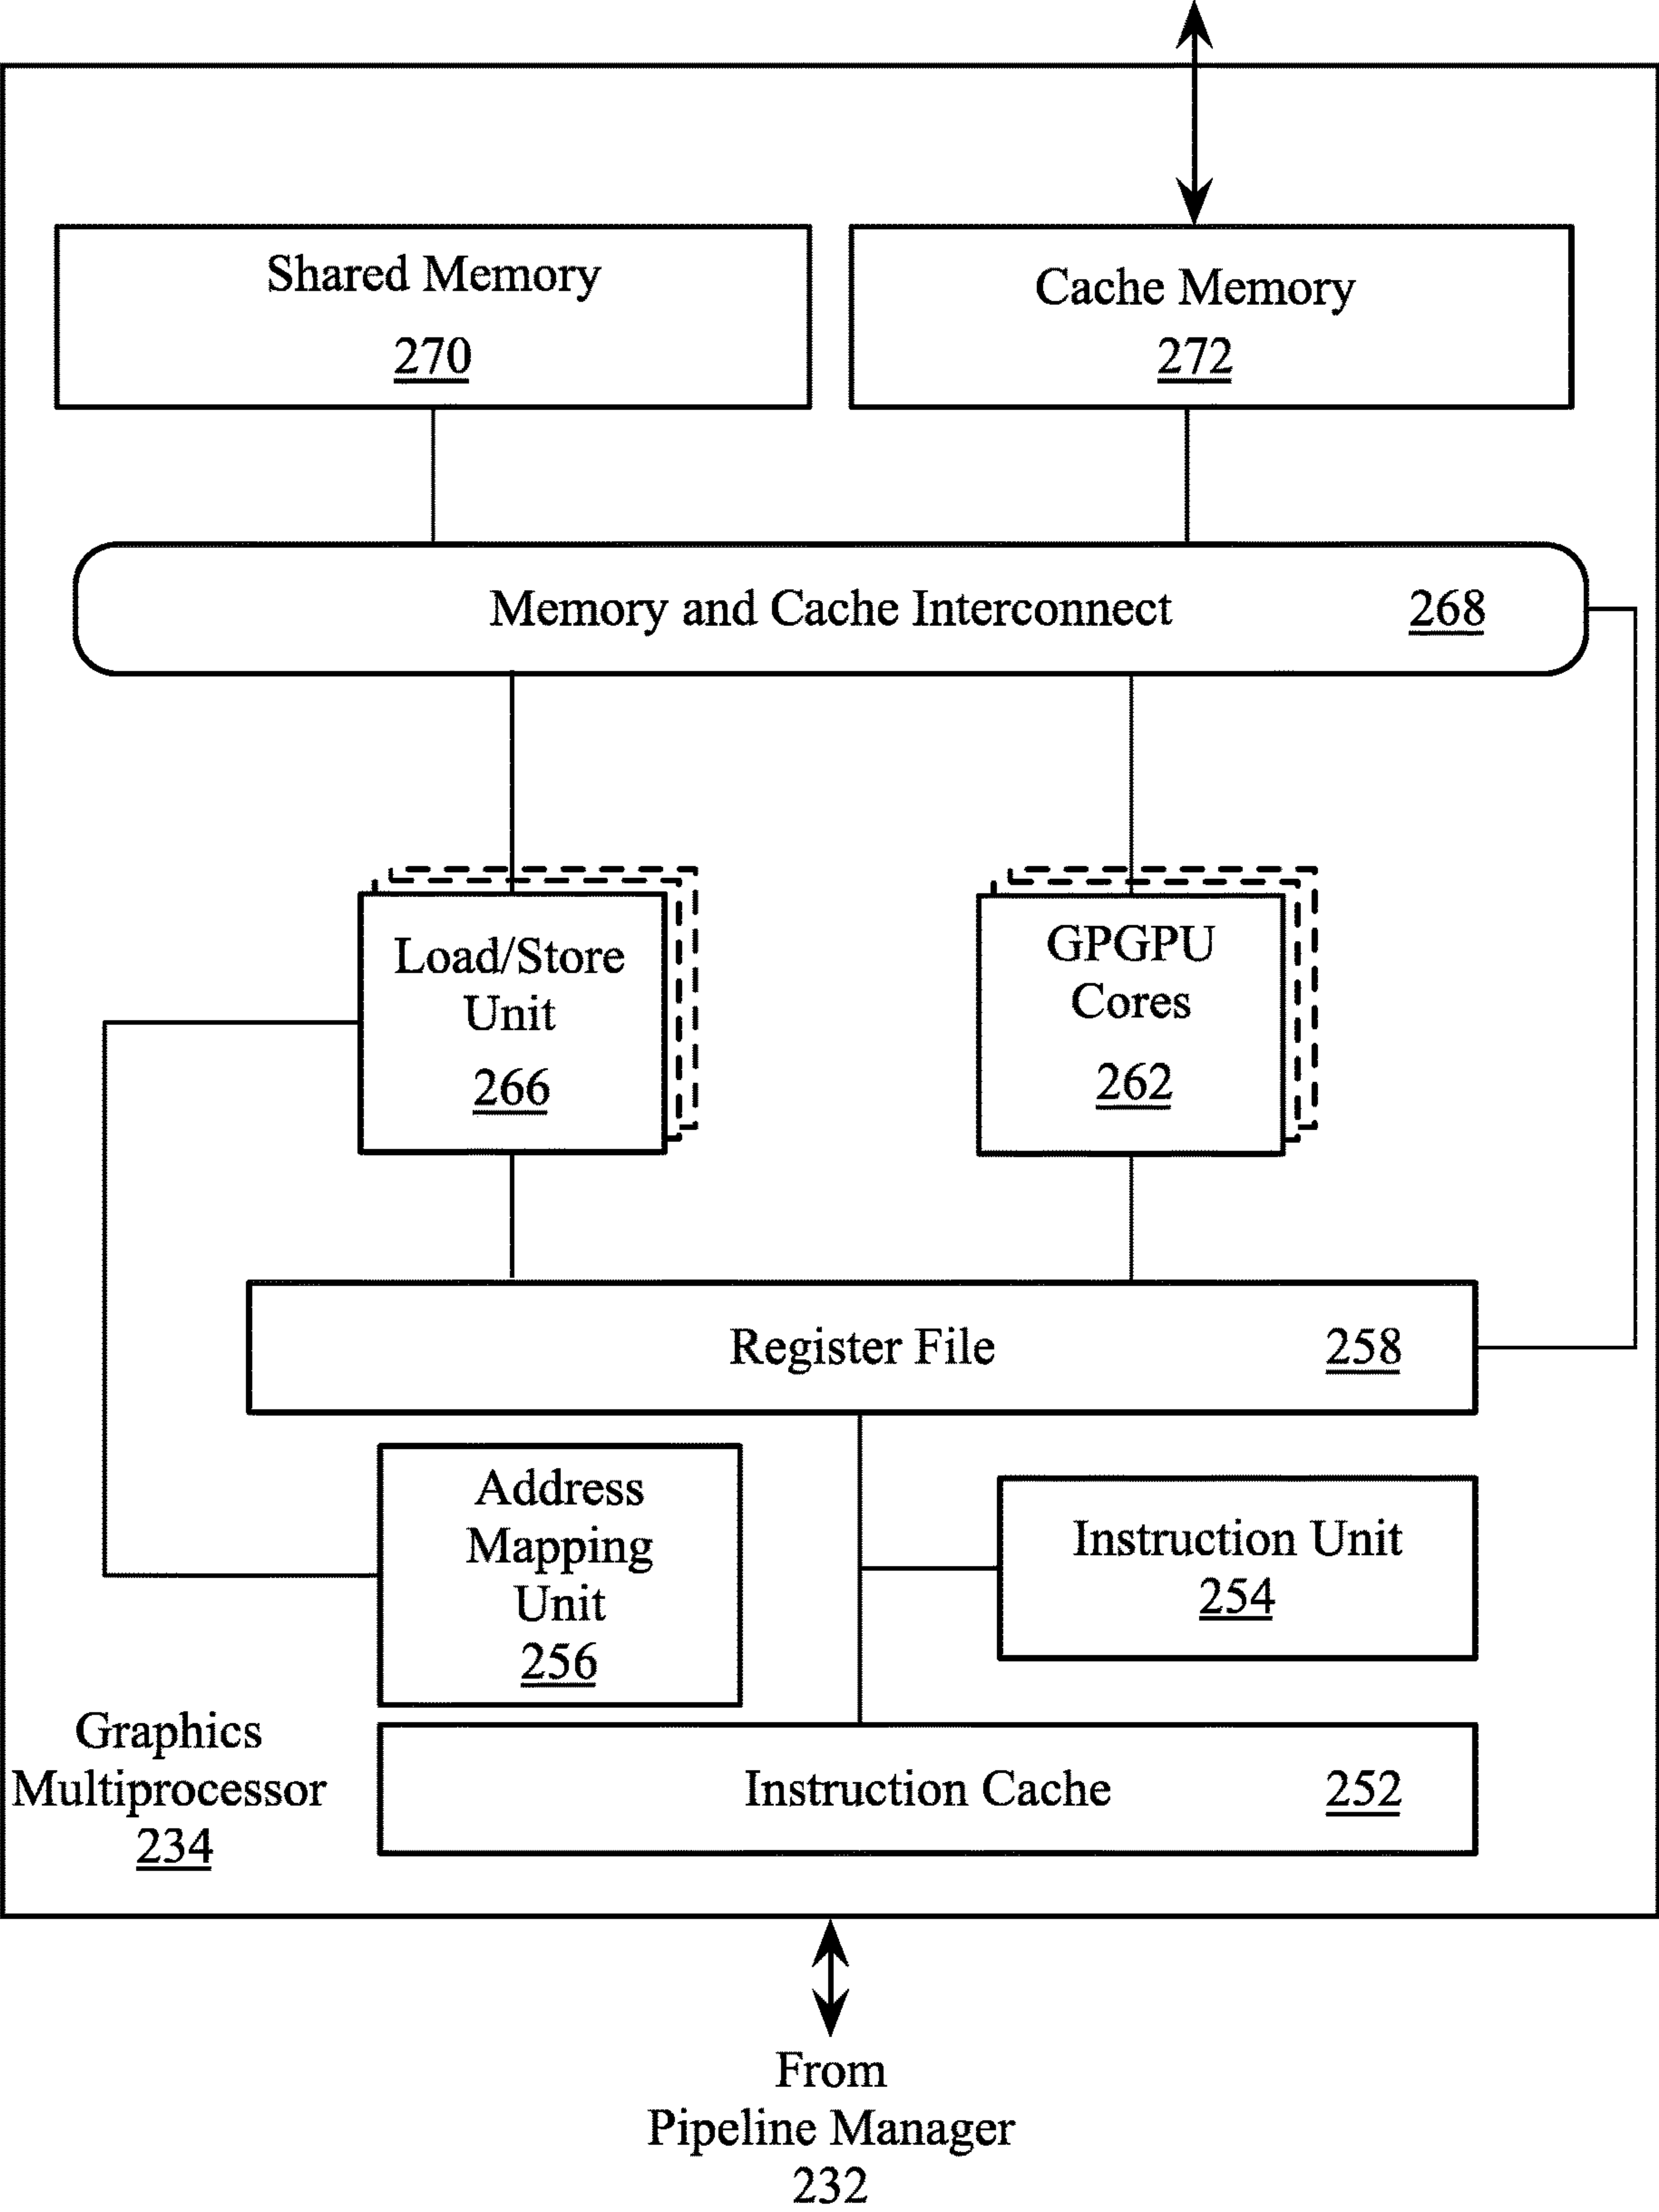 Shared Memory
270
Cache Memory
272
Memory and Cache Interconnect 268
Load/Store
Unit
266
GPGPU
Cores
262
Register File 258
Address
Mapping
Unit
256
Instruction Unit
254
Graphics
Multiprocessor
234
Instruction Cache 252
From
Pipeline Manager
232